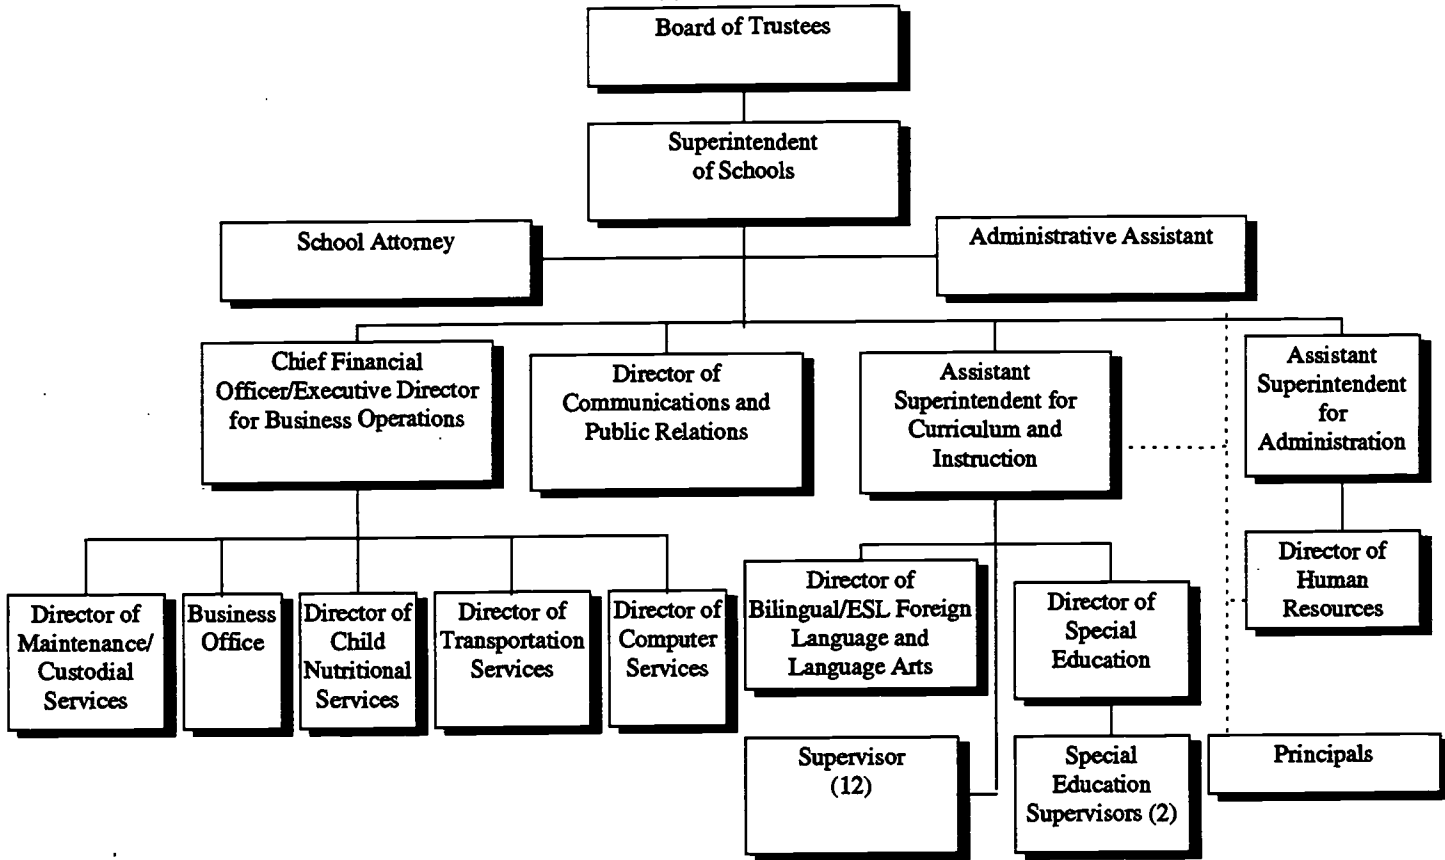 Board of Trustees
Superintendent
of Schools
School Attorney
Administrative Assistant
Chief Financial
Officer/Executive Director
for Business Operations
Director of
Communications and
Public Relations
Assistant
Superintendent for
Curriculum and
Instruction
Assistant
Superintendent
for
Administration
Director of
Maintenance/
Custodial
Services
Business
Office
Director of
Child
Nutritional
Services
Director of
Transportation
Services
Director of
Computer
Services
Director of
Bilingual/ESL Foreign
Language and
Language Arts
Director of
Special
Education
Director of
Human
Resources
Supervisor
(12)
Special
Education
Supervisors (2)
Principals